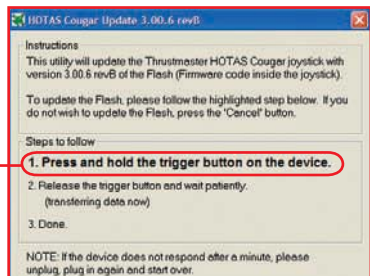 HOTAS Cougar Update 3.00.6 revB
Instructions
This utility will update the Thrustmaster HOTAS Cougar joystick with
version 3.00.6 revB of the Flash (Firmware code inside the joystick).
To update the Flash, please follow the highlighted step below. If you
do not wish to update the Flash, press the 'Cancel' button.
Steps to follow
1. Press and hold the trigger button on the device.
2. Release the trigger button and wait patiently.
(transferring data now)
3. Done.
NOTE: If the device does not respond after a minute, please
unplug, plug in again and start over.